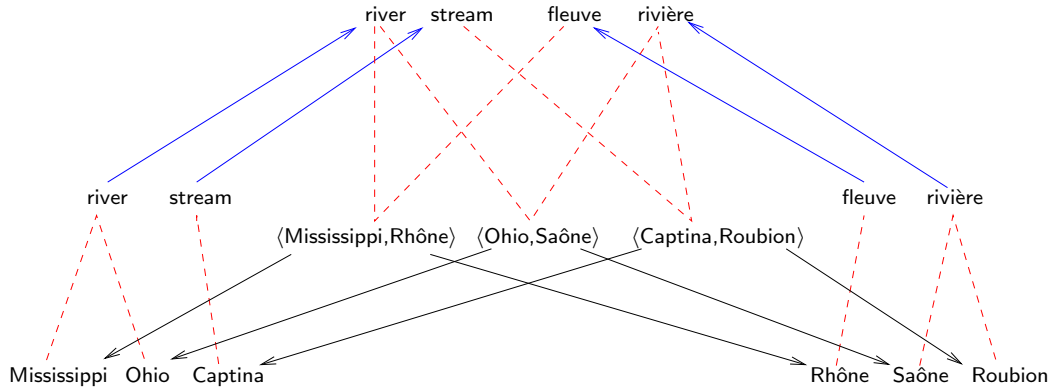 river stream fleuve rivière
river stream fleuve rivière
⟨Mississippi,Rhône⟩ ⟨Ohio,Saône⟩ ⟨Captina,Roubion⟩
Mississippi Ohio Captina Rhône Saône Roubion